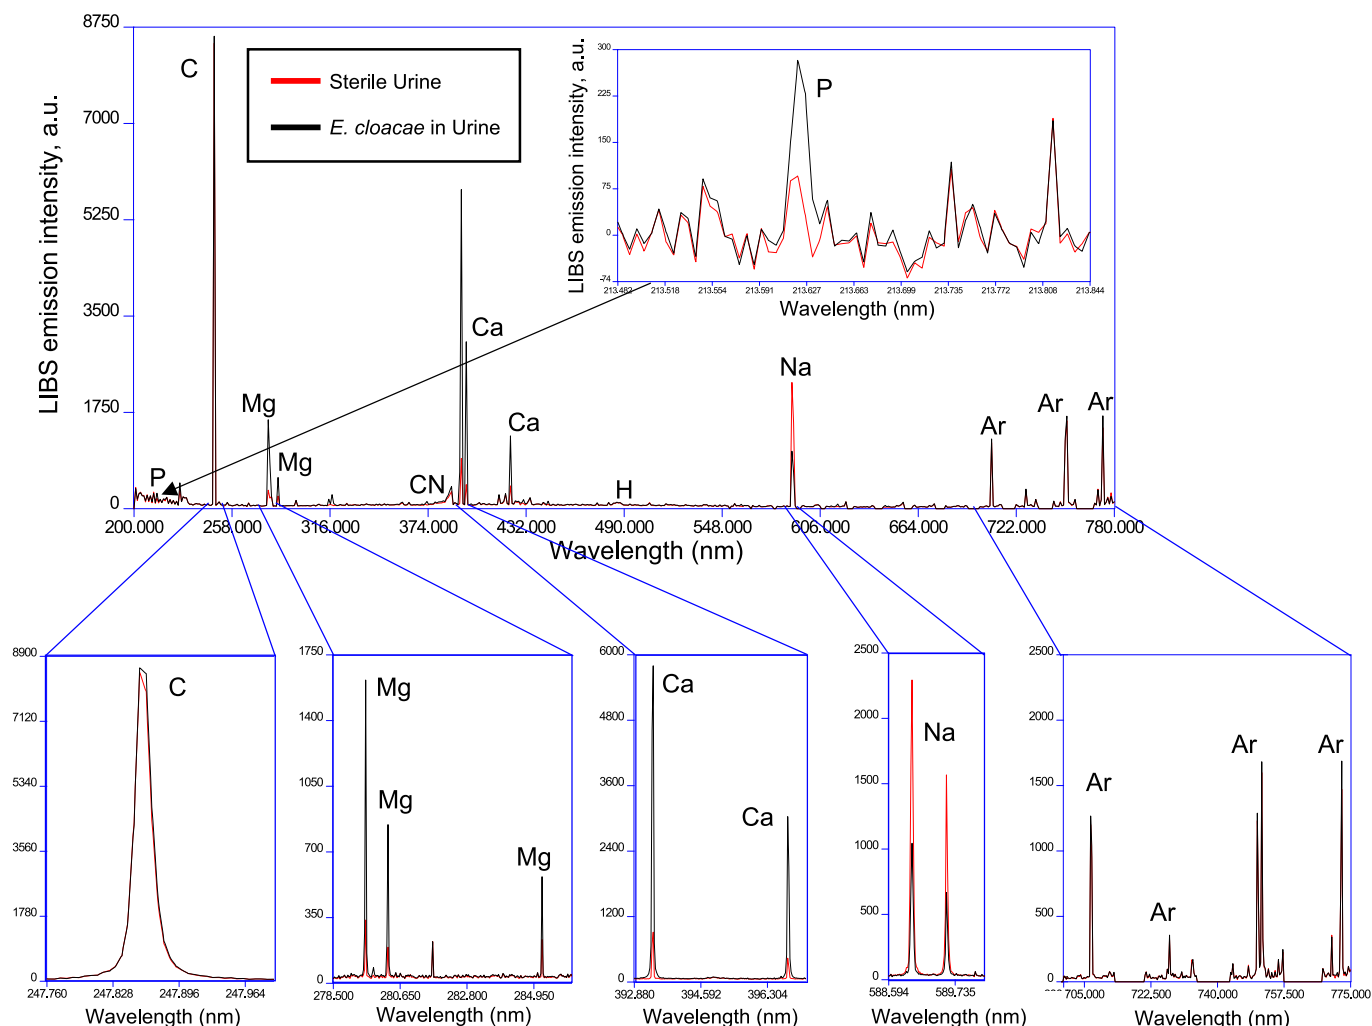 8750
7000
5250
3500
1750
0
LIBS emission intensity, a.u.
C
Sterile Urine
E. cloacae in Urine
300
225
150
75
0
-74
LIBS emission intensity, a.u.
P
213.482 213.518 213.554 213.591 213.627 213.663 213.699 213.735 213.772 213.808 213.844
Wavelength (nm)
Ca
Na
Mg
Ca
Ar Ar Ar
P
Mg
CN
H
200.000 258.000 316.000 374.000 432.000 490.000 548.000 606.000 664.000 722.000 780.000
Wavelength (nm)
8900
7120
5340
3560
1780
0
C
247.760 247.828 247.896 247.964
Wavelength (nm)
1750
1400
1050
700
350
0
Mg
Mg
Mg
278.500 280.650 282.800 284.950
Wavelength (nm)
6000
4800
3600
2400
1200
0
Ca
Ca
392.880 394.592 396.304
Wavelength (nm)
2500
2000
1500
1000
500
0
Na
588.594 589.735
Wavelength (nm)
2500
2000
1500
1000
500
0
Ar
Ar
Ar
Ar
705.000 722.500 740.000 757.500 775.000
Wavelength (nm)